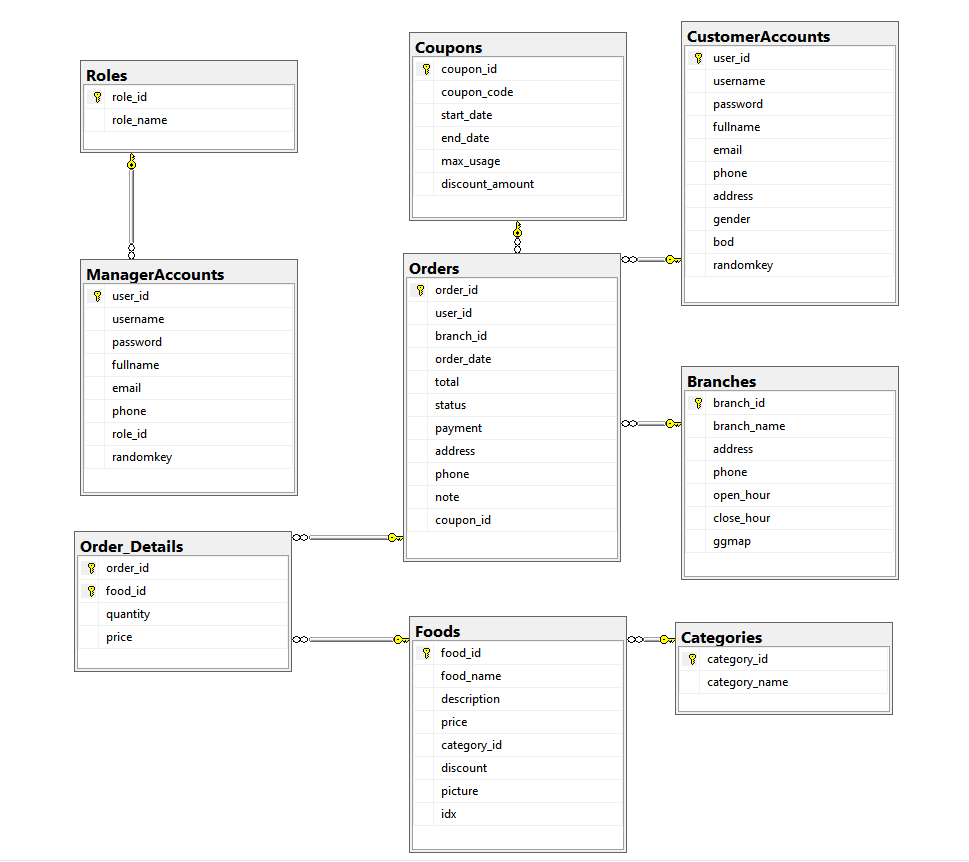 Roles
role_id
role_name
Coupons
coupon_id
coupon_code
start_date
end_date
max_usage
discount_amount
CustomerAccounts
user_id
username
password
fullname
email
phone
address
gender
bod
randomkey
ManagerAccounts
user_id
username
password
fullname
email
phone
role_id
randomkey
Orders
order_id
user_id
branch_id
order_date
total
status
payment
address
phone
note
coupon_id
Branches
branch_id
branch_name
address
phone
open_hour
close_hour
ggmap
Order_Details
order_id
food_id
quantity
price
Foods
food_id
food_name
description
price
category_id
discount
picture
idx
Categories
category_id
category_name